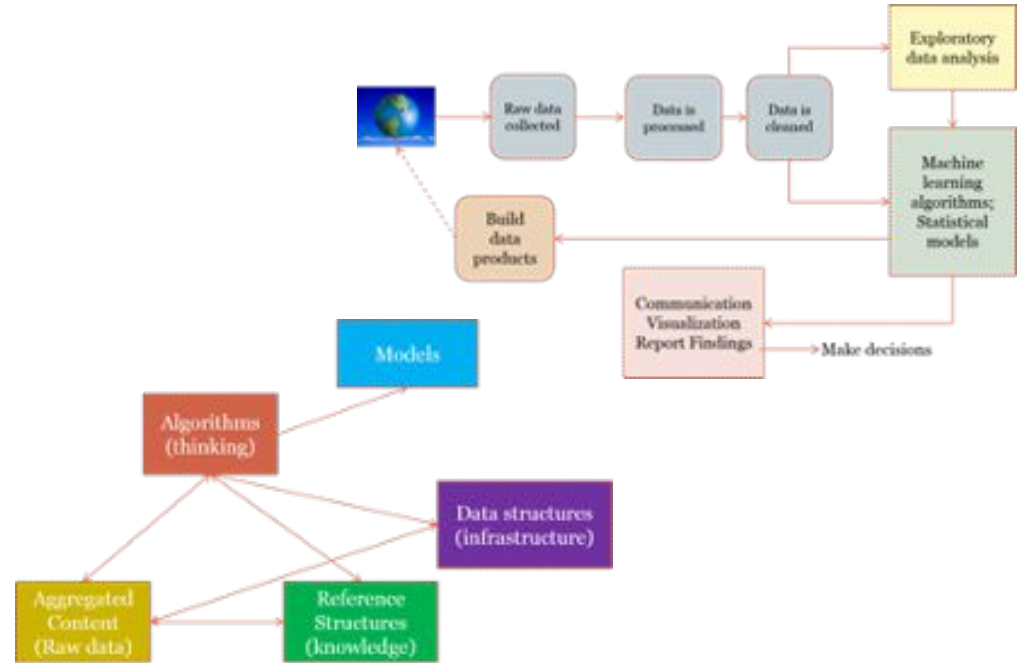 Exploratory
data analysis
Raw data
collected
Data is
processed
Data is
cleaned
Machine
learning
algorithms;
Statistical
models
Build
data
products
Communication
Visualization
Report Findings
Make decisions
Models
Algorithms
(thinking)
Data structures
(infrastructure)
Aggregated
Content
(Raw data)
Reference
Structures
(knowledge)